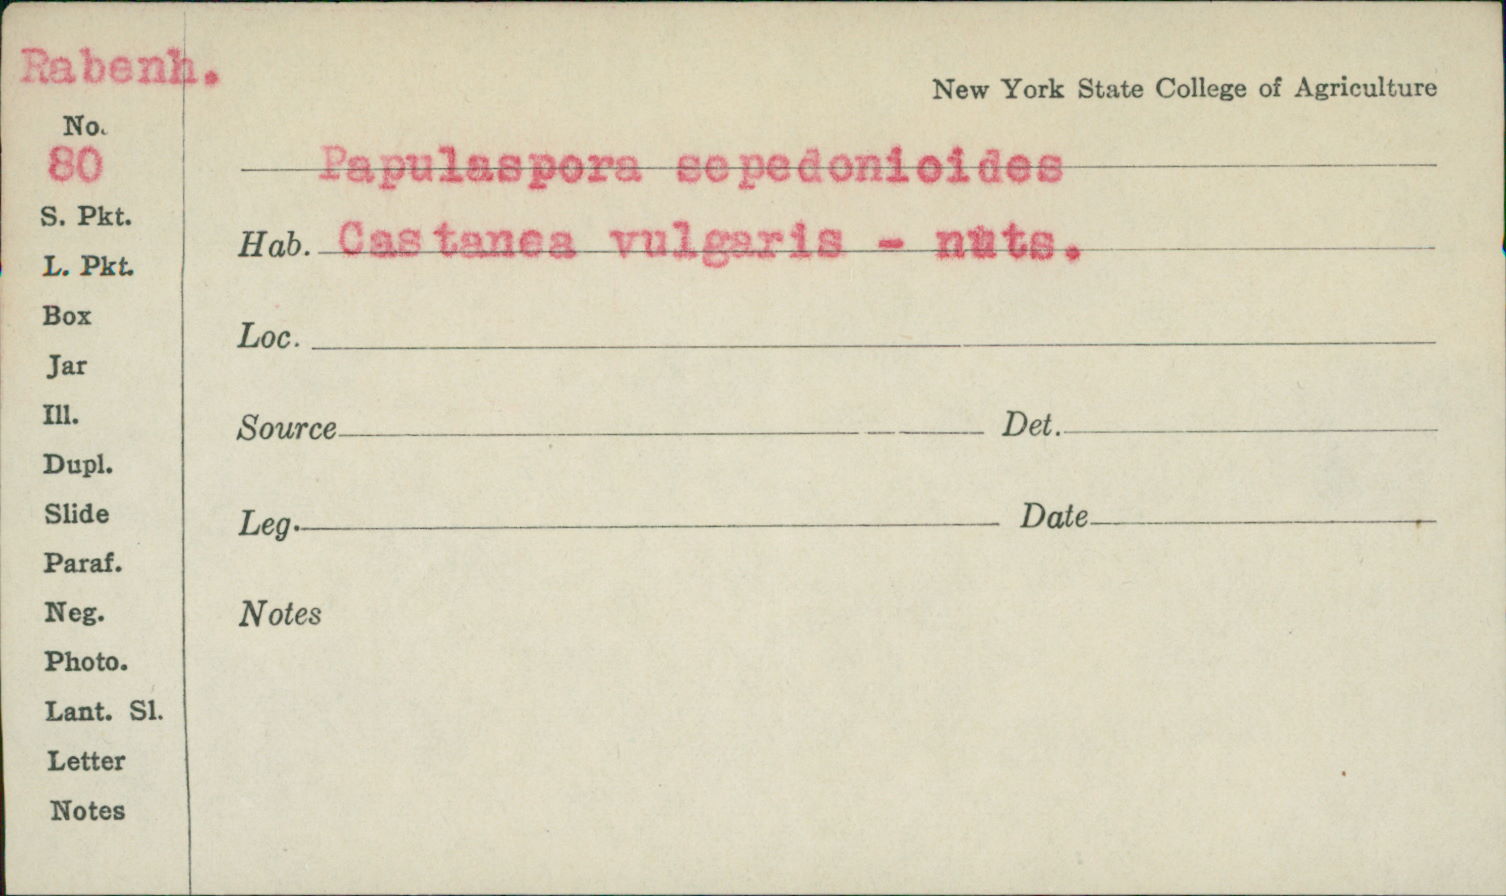 Rabenh.
New York State College of Agriculture
No.
80
Papulaspora sepedonioides
S. Pkt.
Hab. Castanea vulgaris - nuts.
L. Pkt.
Box
Loc.
Jar
Ill.
Source Det.
Dupl.
Slide
Leg. Date
Paraf.
Neg.
Notes
Photo.
Lant. Sl.
Letter
Notes